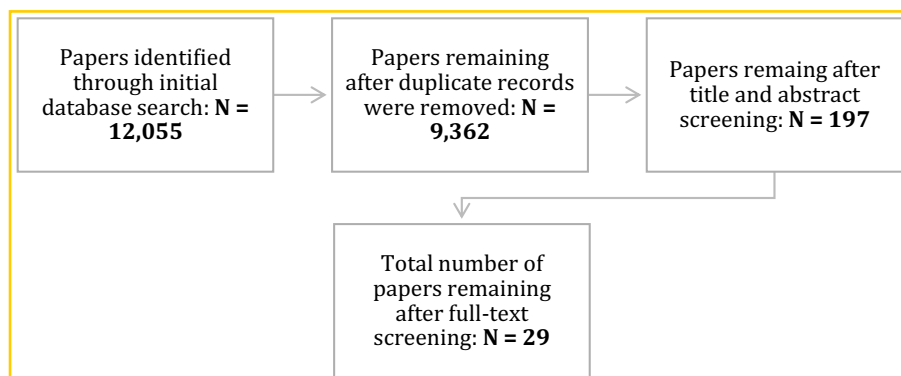 Papers identified
through initial
database search: N =
12,055
Papers remaining
after duplicate records
were removed: N =
9,362
Papers remaing after
title and abstract
screening: N = 197
Total number of
papers remaining
after full-text
screening: N = 29